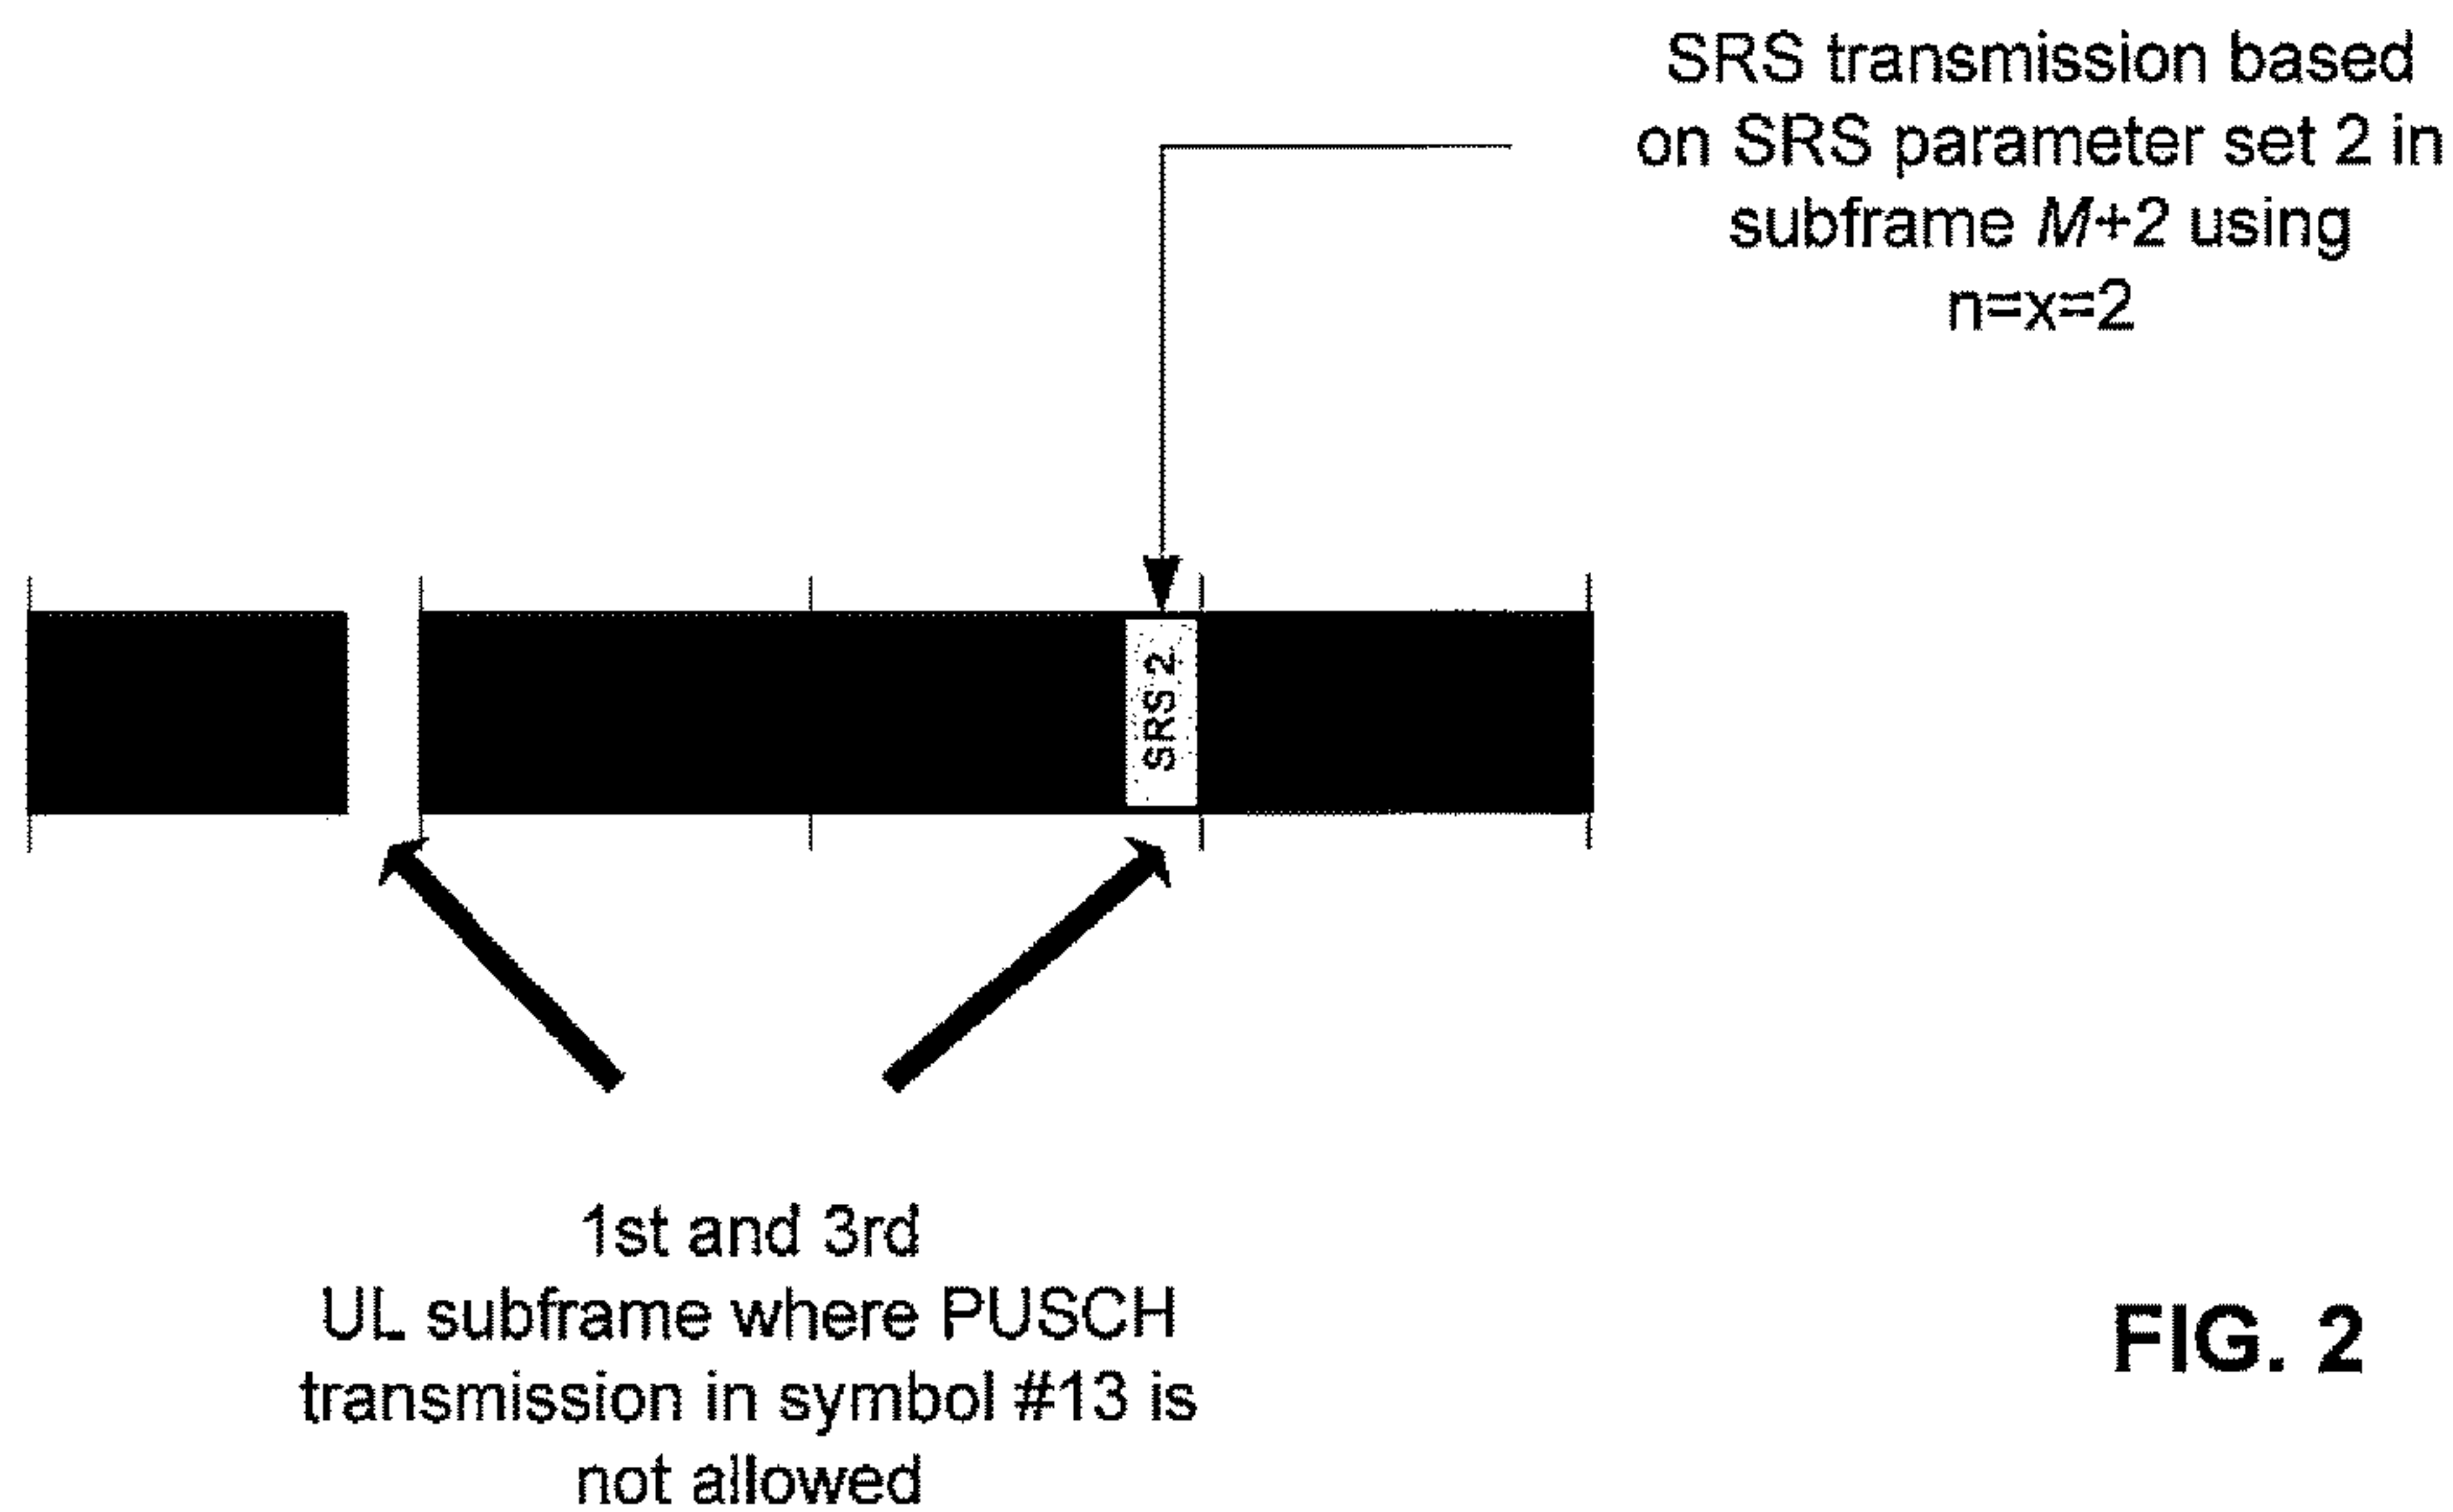 SRS transmission based
on SRS parameter set 2 in
subframe M+2 using
n=x=2
SRS 2
1st and 3rd
UL subframe where PUSCH
transmission in symbol #13 is
not allowed
FIG. 2